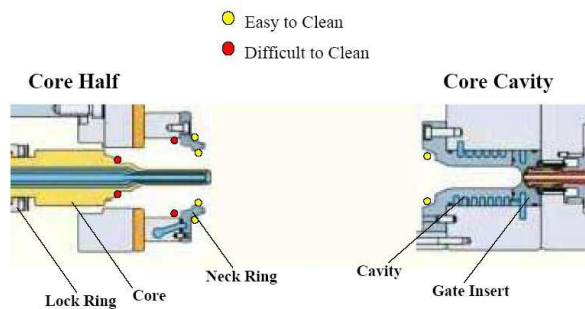 Easy to Clean
Difficult to Clean
Core Half
Core Cavity
Neck Ring
Cavity
Gate Insert
Lock Ring
Core